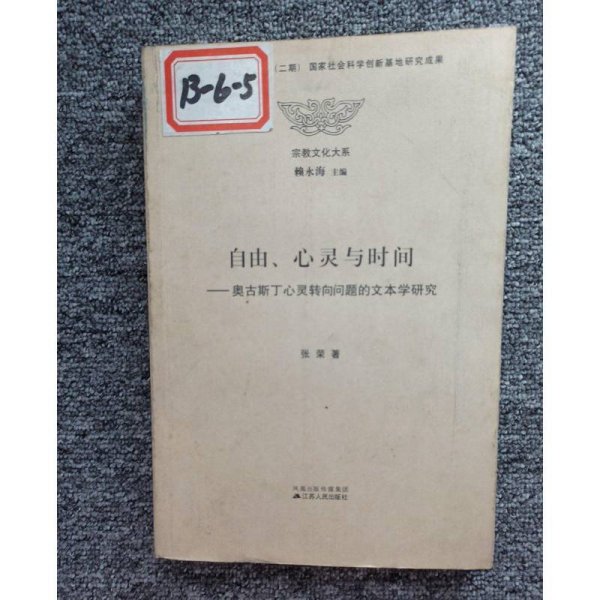 B-6-5
（二期） 国家社会科学创新基地研究成果
宗教文化大系
赖永海 主编
自由、心灵与时间
——奥古斯丁心灵转向问题的文本学研究
张荣 著
凤凰出版传媒集团
江苏人民出版社